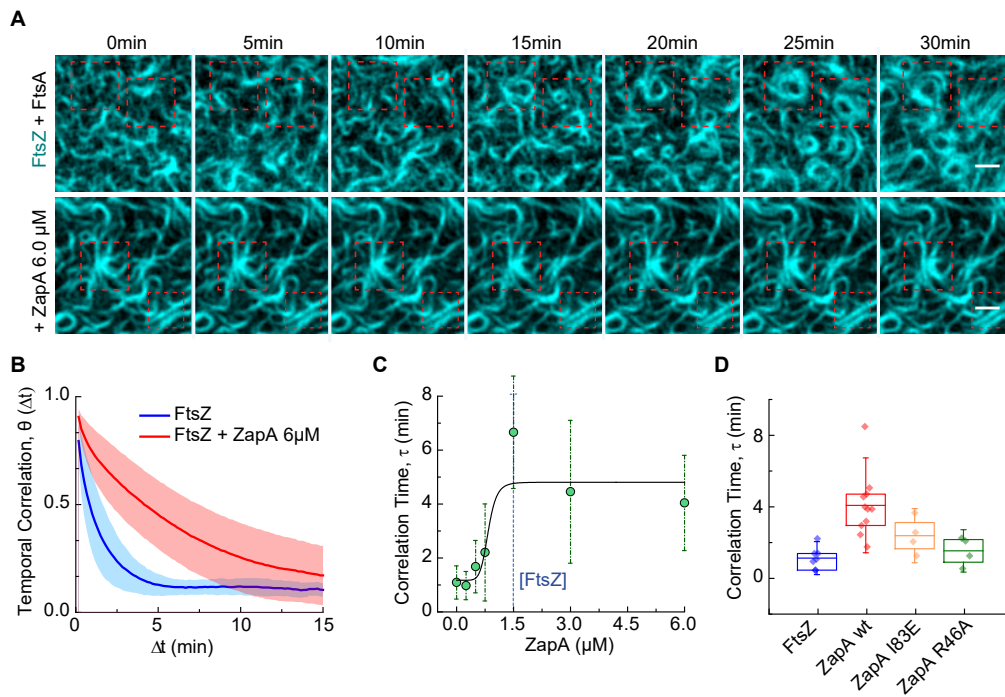 A
0min 5min 10min 15min 20min 25min 30min
FtsZ + FtsA
+ ZapA 6.0 µM
B
Temporal Correlation, θ (Δt)
1.0
0.5
0.0
0 5 10 15
Δt (min)
FtsZ
FtsZ + ZapA 6µM
C
Correlation Time, τ (min)
8
6
4
2
0
0.0 1.5 3.0 4.5 6.0
ZapA (µM)
[FtsZ]
D
Correlation Time, τ (min)
8
6
4
2
0
FtsZ
ZapA wt
ZapA I83E
ZapA R46A